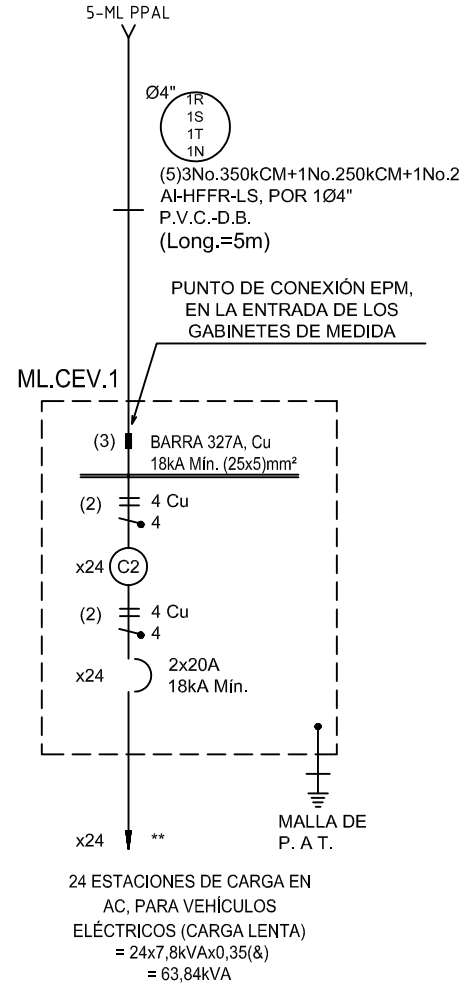 5-ML PPAL
Ø4"
1R
1S
1T
1N
(5)3No.350kCM+1No.250kCM+1No.2
Al-HFFR-LS, POR 1Ø4"
P.V.C.-D.B.
(Long.=5m)
PUNTO DE CONEXIÓN EPM,
EN LA ENTRADA DE LOS
GABINETES DE MEDIDA
ML.CEV.1
(3) BARRA 327A, Cu
18kA Mín. (25x5)mm²
(2) 4 Cu
4
x24 C2
(2) 4 Cu
4
x24 2x20A
18kA Mín.
MALLA DE
P. A T.
x24 **
24 ESTACIONES DE CARGA EN
AC, PARA VEHÍCULOS
ELÉCTRICOS (CARGA LENTA)
= 24x7,8kVAx0,35(&)
= 63,84kVA